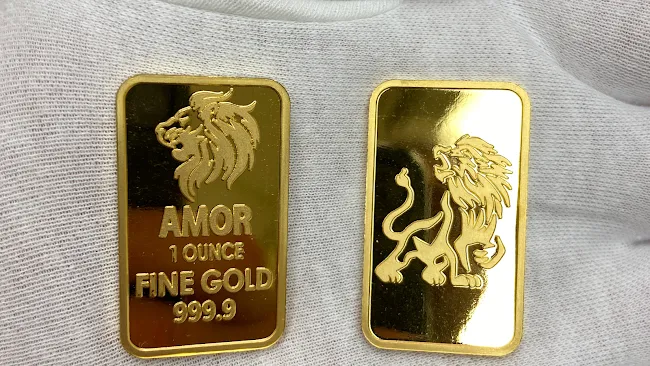 AMOR
1 OUNCE
FINE GOLD
999.9